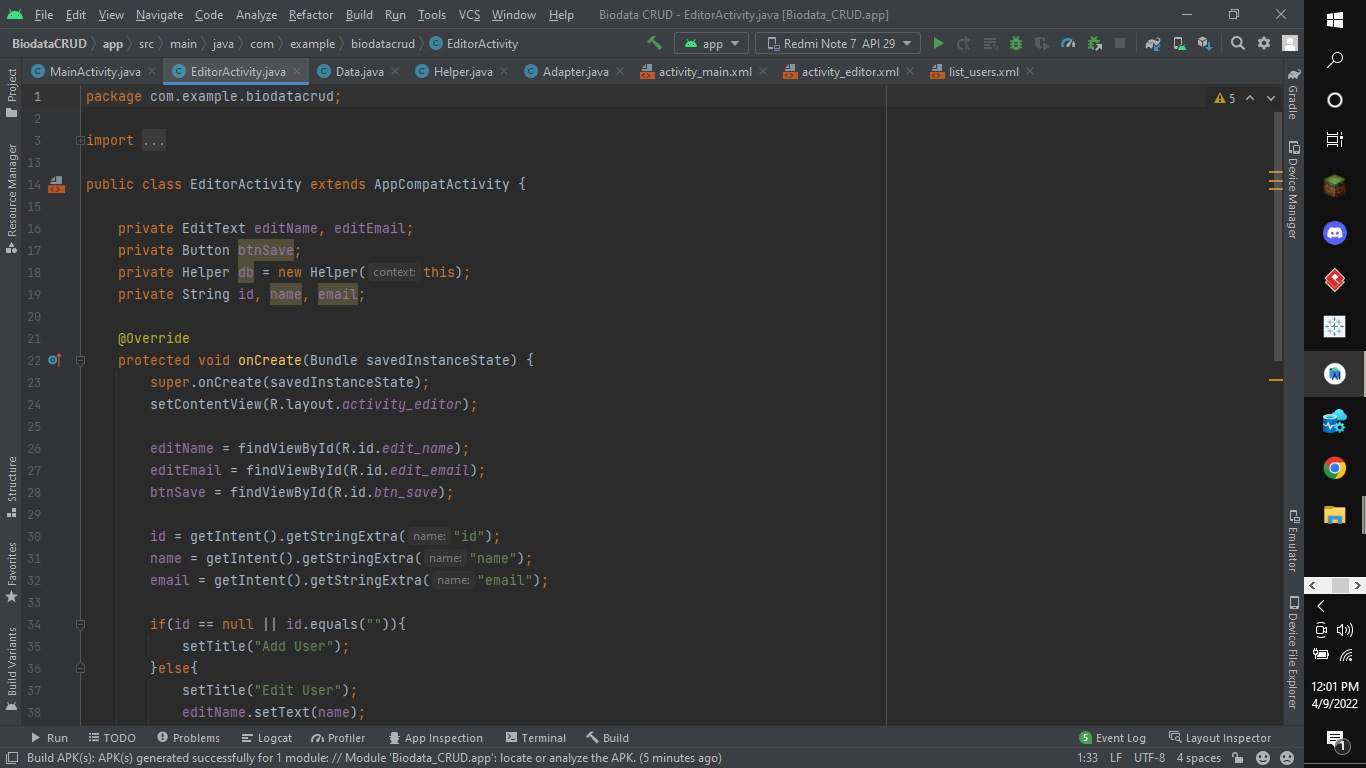 File Edit View Navigate Code Analyze Refactor Build Run Tools VCS Window Help Biodata CRUD - EditorActivity.java [Biodata_CRUD.app]
BiodataCRUD app src main java com example biodatacrud EditorActivity app Redmi Note 7 API 29
MainActivity.java EditorActivity.java Data.java Helper.java Adapter.java activity_main.xml activity_editor.xml list_users.xml
Project
Resource Manager
Structure
Favorites
Build Variants
1 package com.example.biodatacrud;
5
2
3 import ...
13
14 public class EditorActivity extends AppCompatActivity {
15
16 private EditText editName, editEmail;
17 private Button btnSave;
18 private Helper db = new Helper( context: this);
19 private String id, name, email;
20
21 @Override
22 protected void onCreate(Bundle savedInstanceState) {
23 super.onCreate(savedInstanceState);
24 setContentView(R.layout.activity_editor);
25
26 editName = findViewById(R.id.edit_name);
27 editEmail = findViewById(R.id.edit_email);
28 btnSave = findViewById(R.id.btn_save);
29
30 id = getIntent().getStringExtra( name: "id");
31 name = getIntent().getStringExtra( name: "name");
32 email = getIntent().getStringExtra( name: "email");
33
34 if(id == null || id.equals("")){
35 setTitle("Add User");
36 }else{
37 setTitle("Edit User");
38 editName.setText(name);
Gradle
Device Manager
Emulator
Device File Explorer
Run TODO Problems Logcat Profiler App Inspection Terminal Build 5 Event Log Layout Inspector
Build APK(s): APK(s) generated successfully for 1 module: // Module 'Biodata_CRUD.app': locate or analyze the APK. (5 minutes ago) 1:33 LF UTF-8 4 spaces
12:01 PM
4/9/2022
1